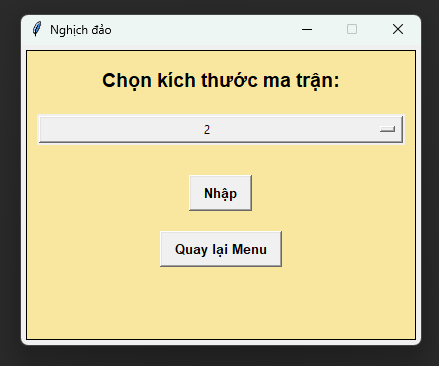 Nghịch đảo
Chọn kích thước ma trận:
2
Nhập
Quay lại Menu